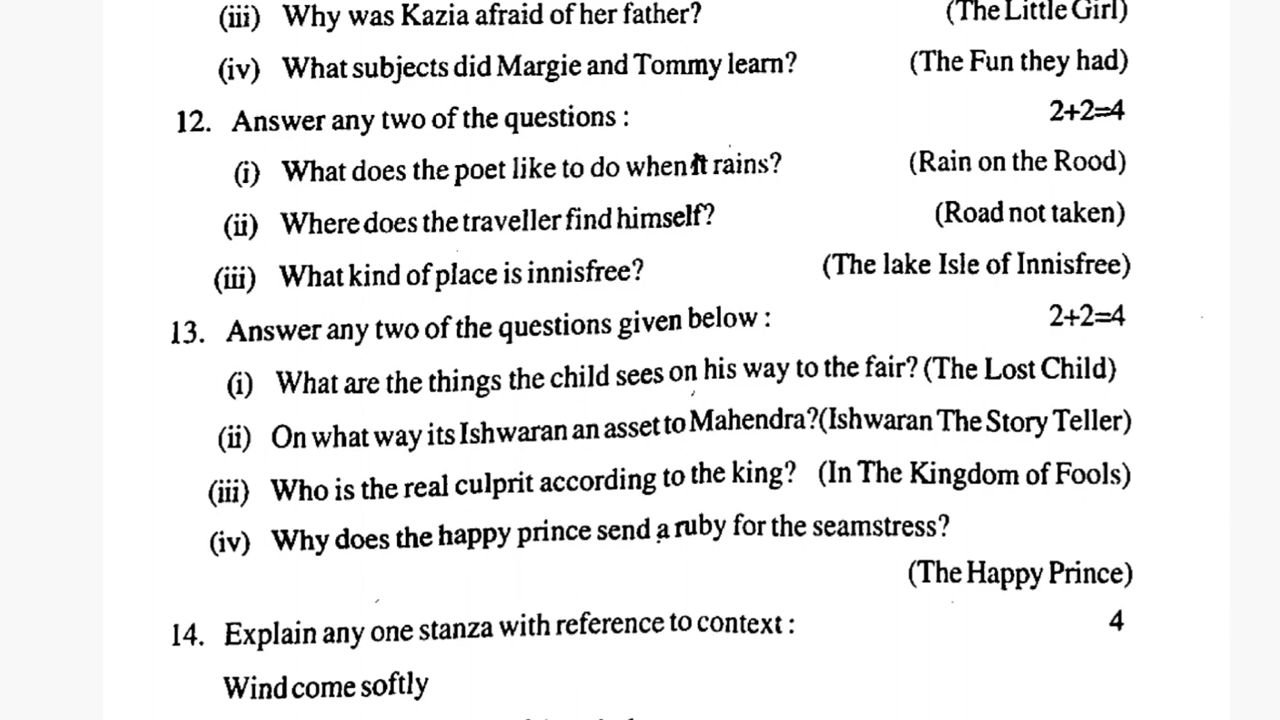 (iii) Why was Kazia afraid of her father? (The Little Girl)
(iv) What subjects did Margie and Tommy learn? (The Fun they had)
12. Answer any two of the questions : 2+2=4
(i) What does the poet like to do when it rains? (Rain on the Rood)
(ii) Where does the traveller find himself? (Road not taken)
(iii) What kind of place is innisfree? (The lake Isle of Innisfree)
13. Answer any two of the questions given below : 2+2=4
(i) What are the things the child sees on his way to the fair? (The Lost Child)
(ii) On what way its Ishwaran an asset to Mahendra?(Ishwaran The Story Teller)
(iii) Who is the real culprit according to the king? (In The Kingdom of Fools)
(iv) Why does the happy prince send a ruby for the seamstress?
(The Happy Prince)
14. Explain any one stanza with reference to context : 4
Wind come softly